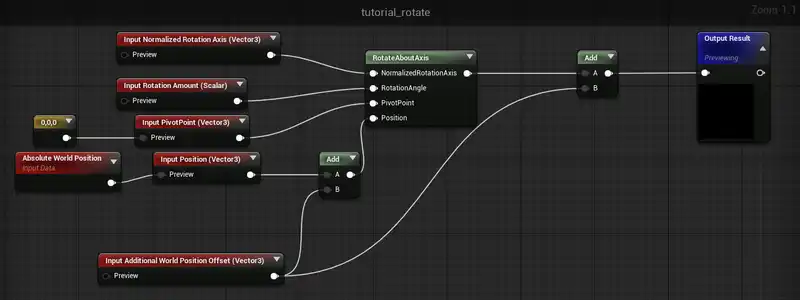 tutorial_rotate
Zoom 1:1
Input Normalized Rotation Axis (Vector3)
Preview
Input Rotation Amount (Scalar)
Preview
0,0,0
Input PivotPoint (Vector3)
Preview
Absolute World Position
Input Data
Input Position (Vector3)
Preview
Add
A
B
Input Additional World Position Offset (Vector3)
Preview
RotateAboutAxis
NormalizedRotationAxis
RotationAngle
PivotPoint
Position
Add
A
B
Output Result
Previewing